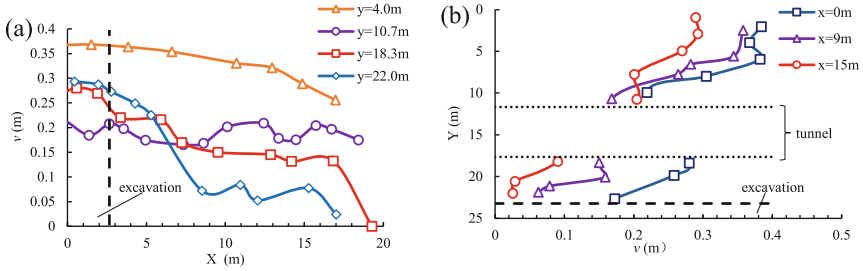 (a)
y=4.0m
y=10.7m
y=18.3m
y=22.0m
v (m)
0.4
0.35
0.3
0.25
0.2
0.15
0.1
0.05
0
excavation
0 5 10 15 20
X (m)
(b)
0 5 10 15 20 25
Y (m)
x=0m
x=9m
x=15m
tunnel
excavation
0 0.1 0.2 0.3 0.4 0.5
v (m)